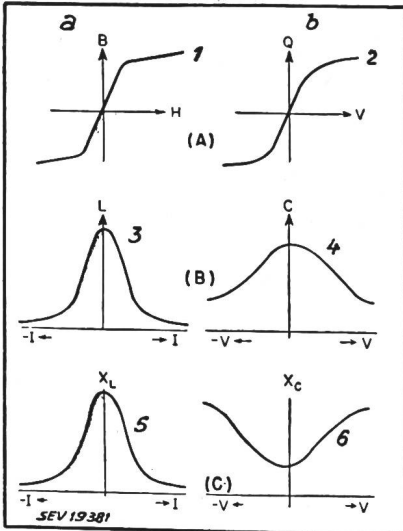 a b
B 1 Q 2
H V
(A)
L 3 C 4
(B)
-I I -V V
X_L X_C
5 6
(C)
-I I -V V
SEV 19381